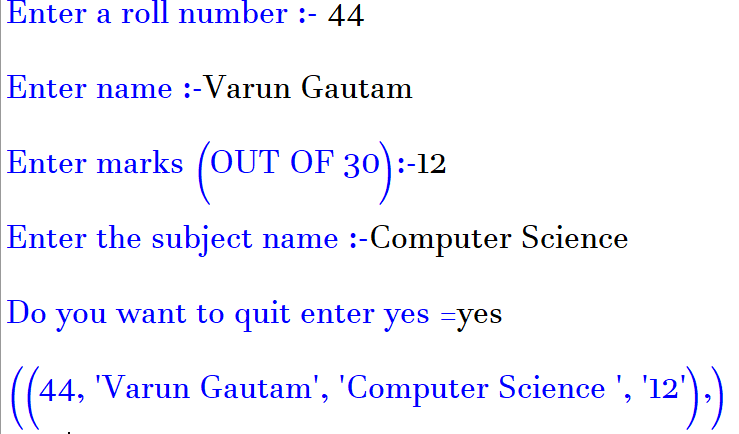 Enter a roll number :- 44
Enter name :-Varun Gautam
Enter marks (OUT OF 30):-12
Enter the subject name :-Computer Science
Do you want to quit enter yes =yes
((44, 'Varun Gautam', 'Computer Science ', '12'),)